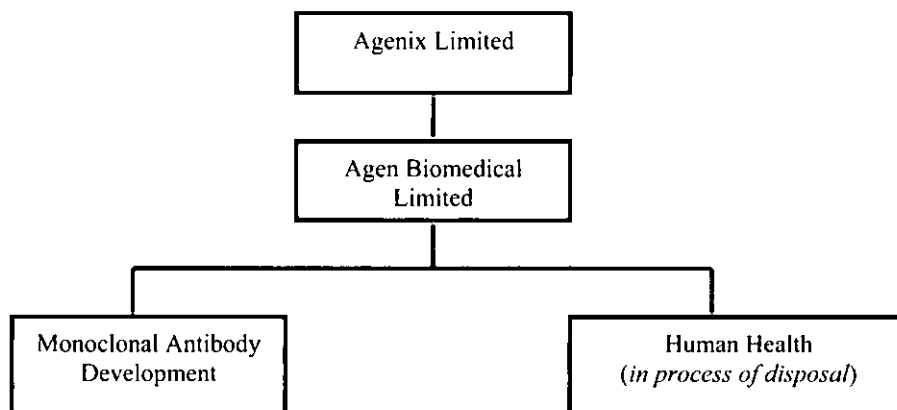 Agenix Limited
Agen Biomedical
Limited
Monoclonal Antibody
Development
Human Health
(in process of disposal)